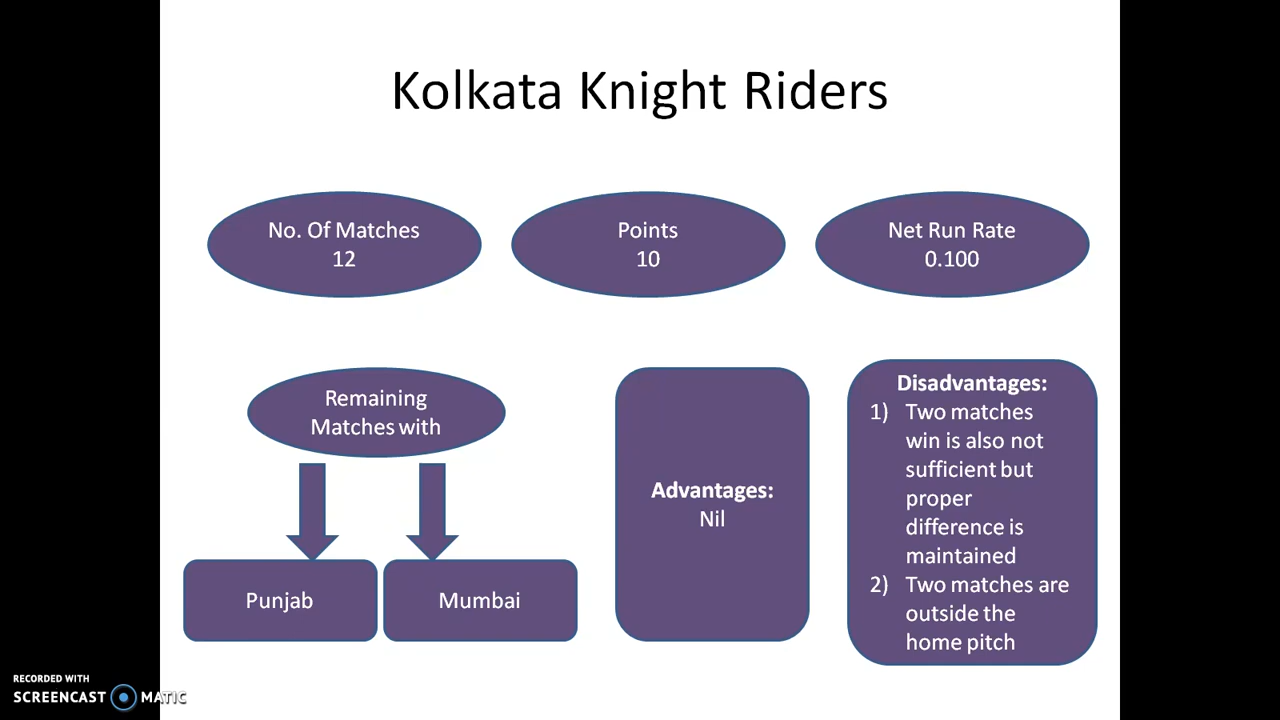 Kolkata Knight Riders
No. Of Matches
12
Points
10
Net Run Rate
0.100
Remaining
Matches with
Punjab
Mumbai
Advantages:
Nil
Disadvantages:
1) Two matches
win is also not
sufficient but
proper
difference is
maintained
2) Two matches are
outside the
home pitch
RECORDED WITH
SCREENCAST MATIC